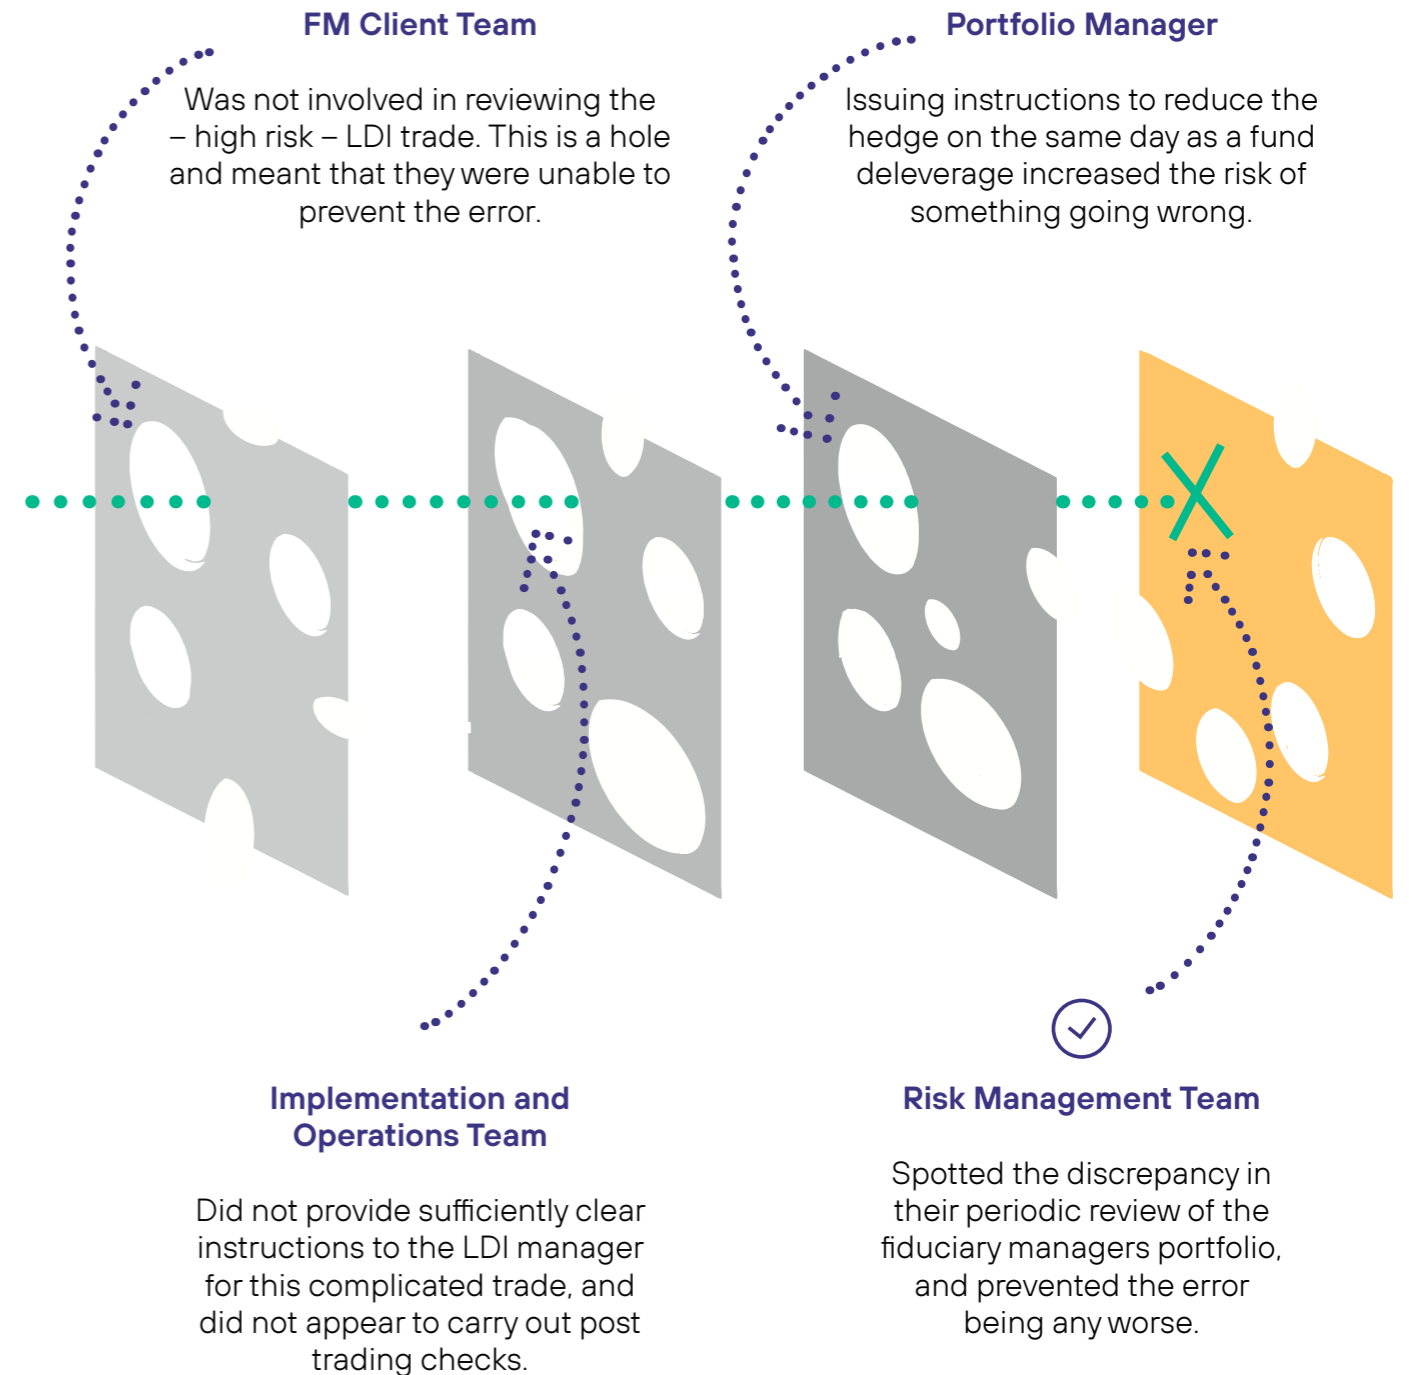 FM Client Team
Was not involved in reviewing the
– high risk – LDI trade. This is a hole
and meant that they were unable to
prevent the error.
Portfolio Manager
Issuing instructions to reduce the
hedge on the same day as a fund
deleverage increased the risk of
something going wrong.
Implementation and
Operations Team
Did not provide sufficiently clear
instructions to the LDI manager
for this complicated trade, and
did not appear to carry out post
trading checks.
Risk Management Team
Spotted the discrepancy in
their periodic review of the
fiduciary managers portfolio,
and prevented the error
being any worse.